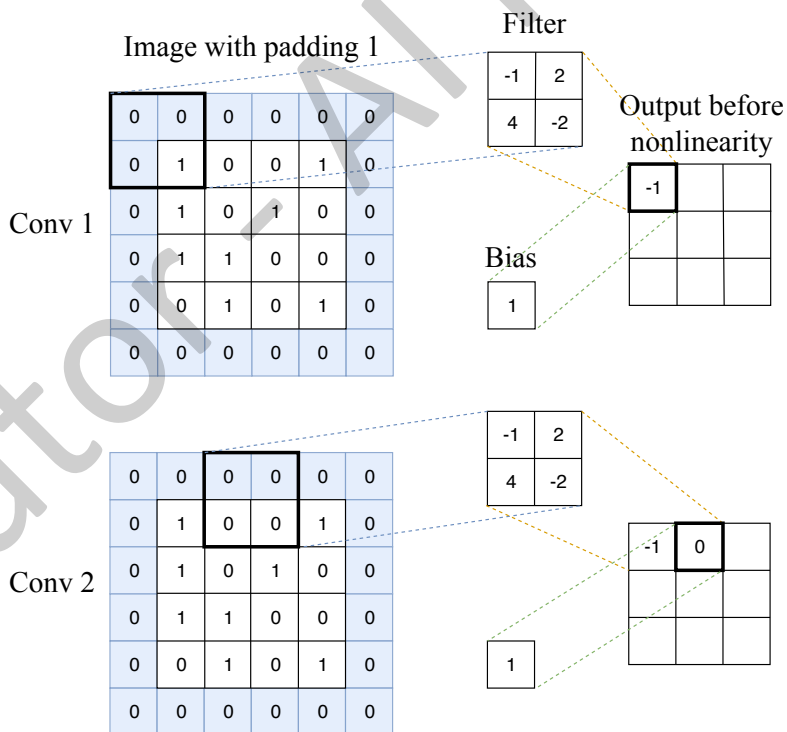 Filter
Image with padding 1
-1 2
4 -2
Output before
nonlinearity
0 0 0 0 0 0
0 1 0 0 1 0
0 1 0 1 0 0
0 1 1 0 0 0
0 0 1 0 1 0
0 0 0 0 0 0
-1
Conv 1
Bias
1
-1 2
4 -2
0 0 0 0 0 0
0 1 0 0 1 0
0 1 0 1 0 0
0 1 1 0 0 0
0 0 1 0 1 0
0 0 0 0 0 0
-1 0
Conv 2
1
utor - AI